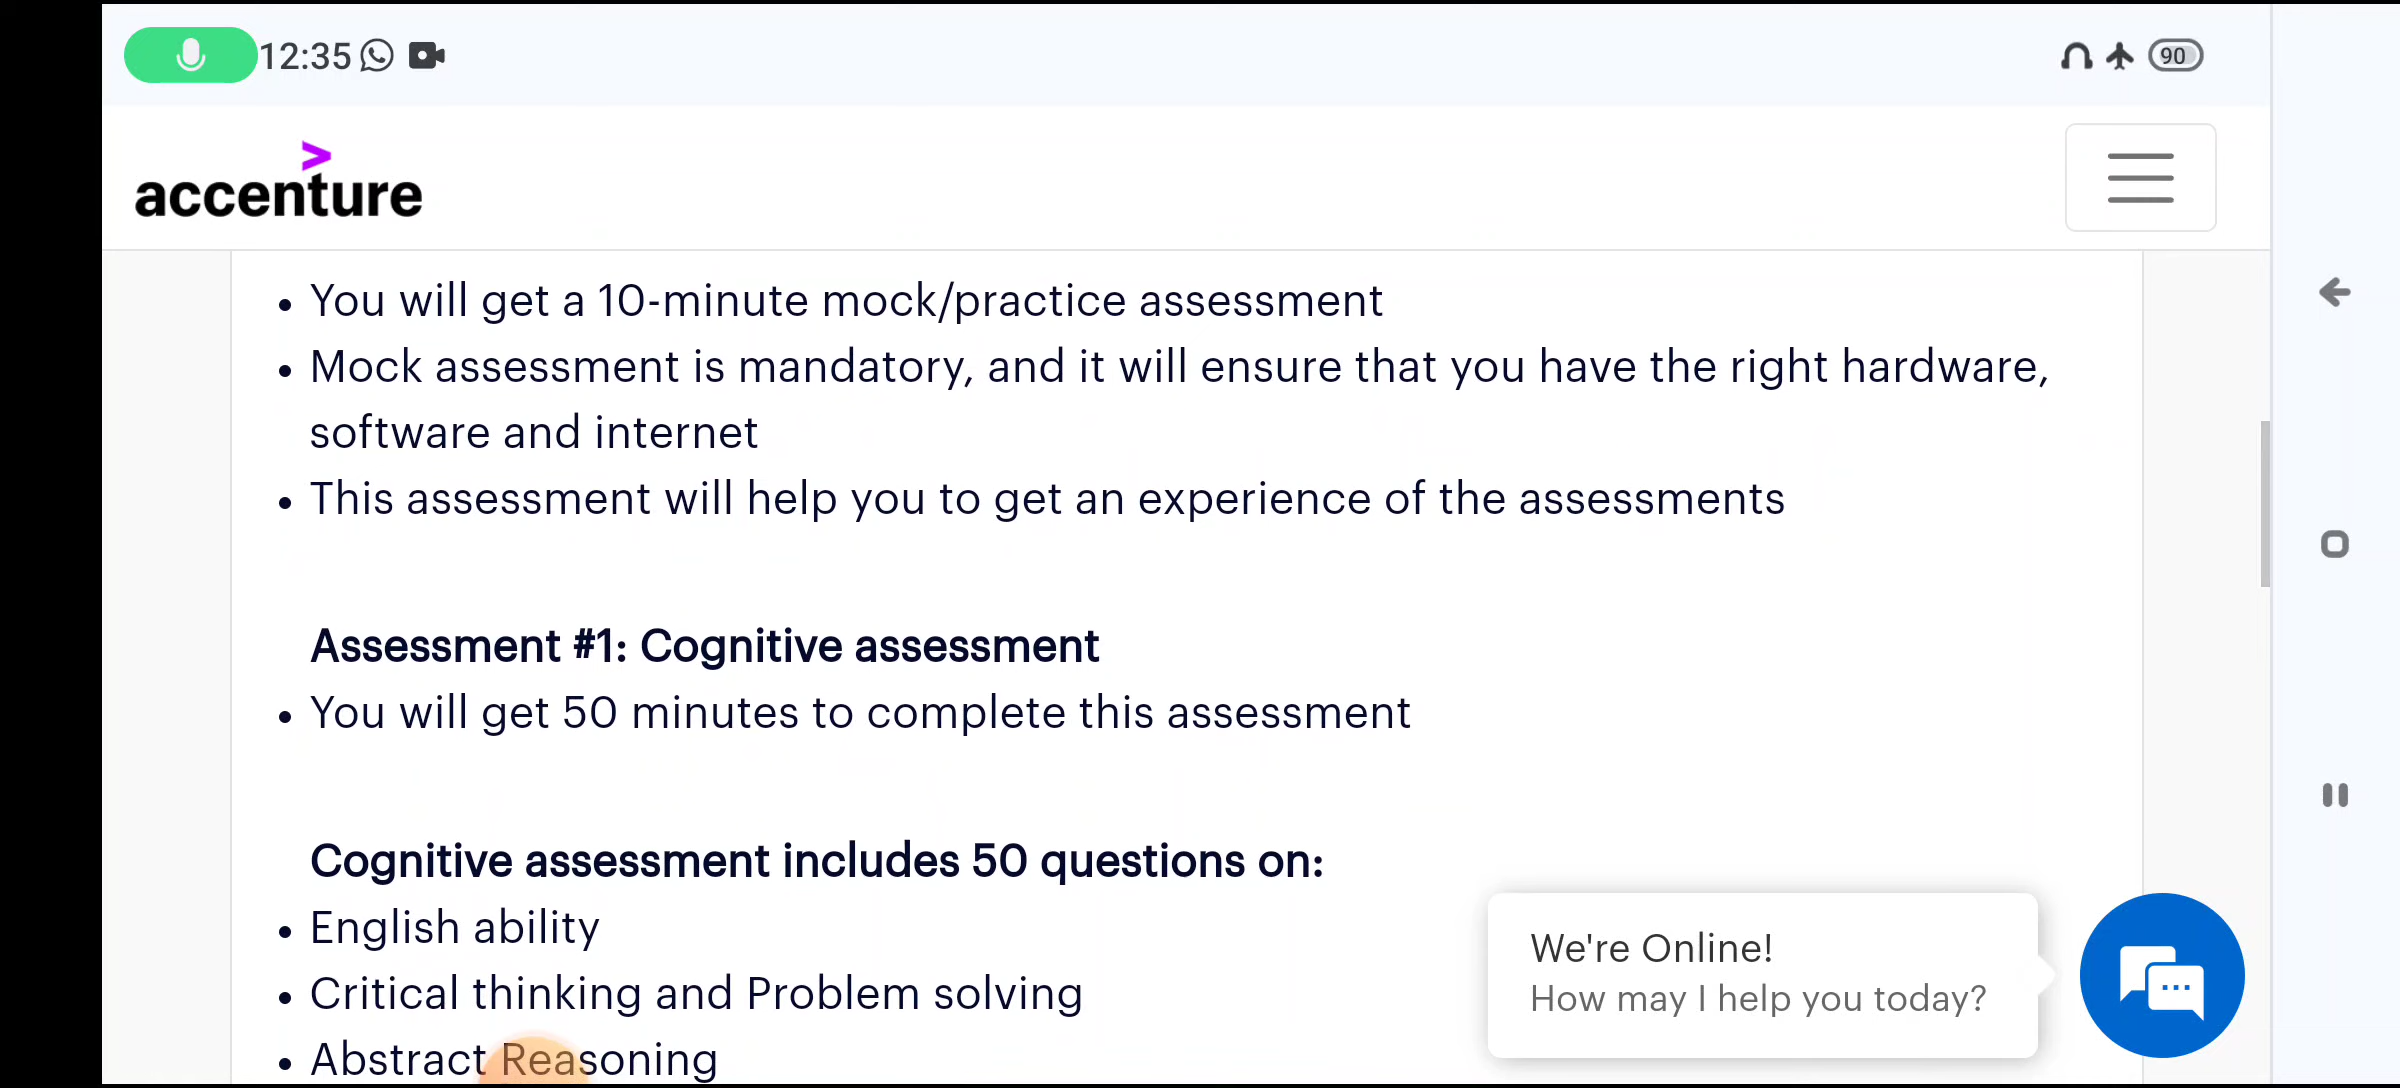 12:35
90
accenture
You will get a 10-minute mock/practice assessment
Mock assessment is mandatory, and it will ensure that you have the right hardware,
software and internet
This assessment will help you to get an experience of the assessments
Assessment #1: Cognitive assessment
You will get 50 minutes to complete this assessment
Cognitive assessment includes 50 questions on:
English ability
Critical thinking and Problem solving
Abstract Reasoning
We're Online!
How may I help you today?